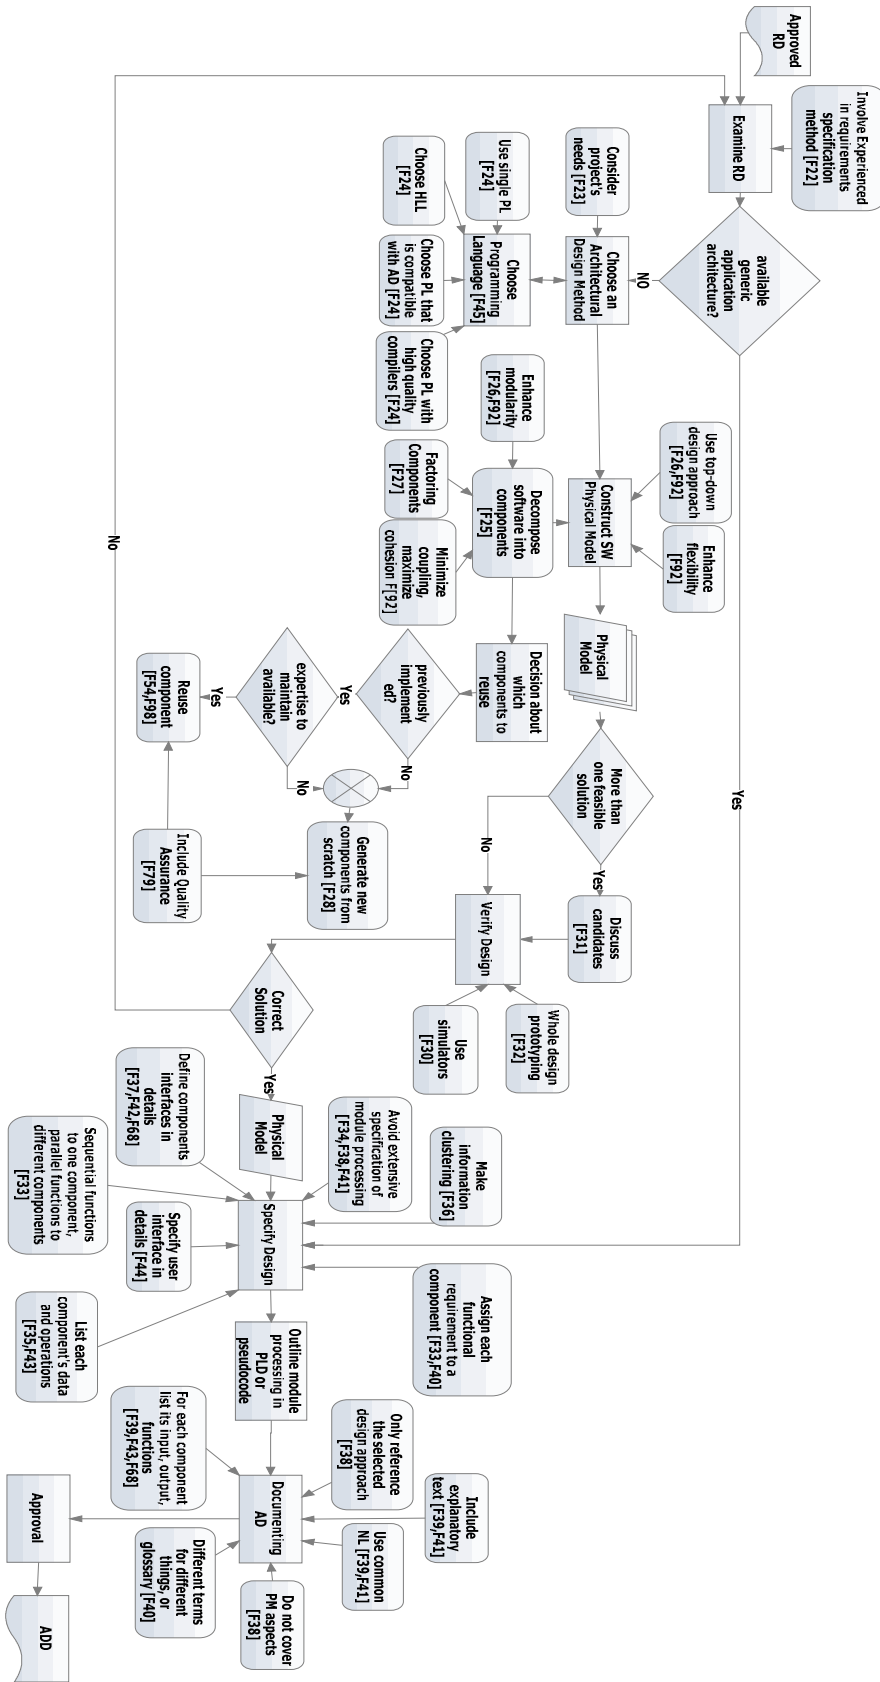 Approved
RD
Involve Experienced
in requirements
specification
method [F22]
Examine RD
available
generic
application
architecture?
NO
Yes
Consider
project's
needs [F23]
Choose an
Architectural
Design Method
Use single PL
[F24]
Choose HLL
[F24]
Choose
Programming
Language [F45]
Choose PL that
is compatible
with AD [F24]
Choose PL with
high quality
compilers [F24]
Use top-down
design approach
[F26,F92]
Enhance
flexibility
[F92]
Construct SW
Physical Model
Enhance
modularity
[F26,F92]
Factoring
Components
[F27]
Minimize
coupling,
maximize
cohesion F[92]
Decompose
software into
components
[F25]
Physical
Model
Decision about
which
components to
reuse
previously
implement
ed?
Yes
No
expertise to
maintain
available?
Yes
No
Reuse
component
[F54,F98]
Generate new
components from
scratch [F28]
Include Quality
Assurance
[F79]
More than
one feasible
solution
Yes
No
Discuss
candidates
[F31]
Verify Design
Whole design
prototyping
[F32]
Use
simulators
[F30]
Correct
Solution
No
Yes
Physical
Model
Make
information
clustering [F36]
Avoid extensive
specification of
module processing
[F34,F38,F41]
Define components
interfaces in
details
[F37,F42,F68]
Sequential functions
to one component,
parallel functions to
different components
[F33]
Specify Design
Specify user
interface in
details [F44]
Assign each
functional
requirement to a
component [F33,F40]
List each
component's data
and operations
[F35,F43]
Outline module
processing in
PLD or
pseudocode
Only reference
the selected
design approach
[F38]
For each component
list its input, output,
functions
[F39,F43,F68]
Include
explanatory
text [F39,F41]
Documenting
AD
Use common
NL [F39,F41]
Different terms
for different
things, or
glossary [F40]
Do not cover
PM aspects
[F38]
Approval
ADD